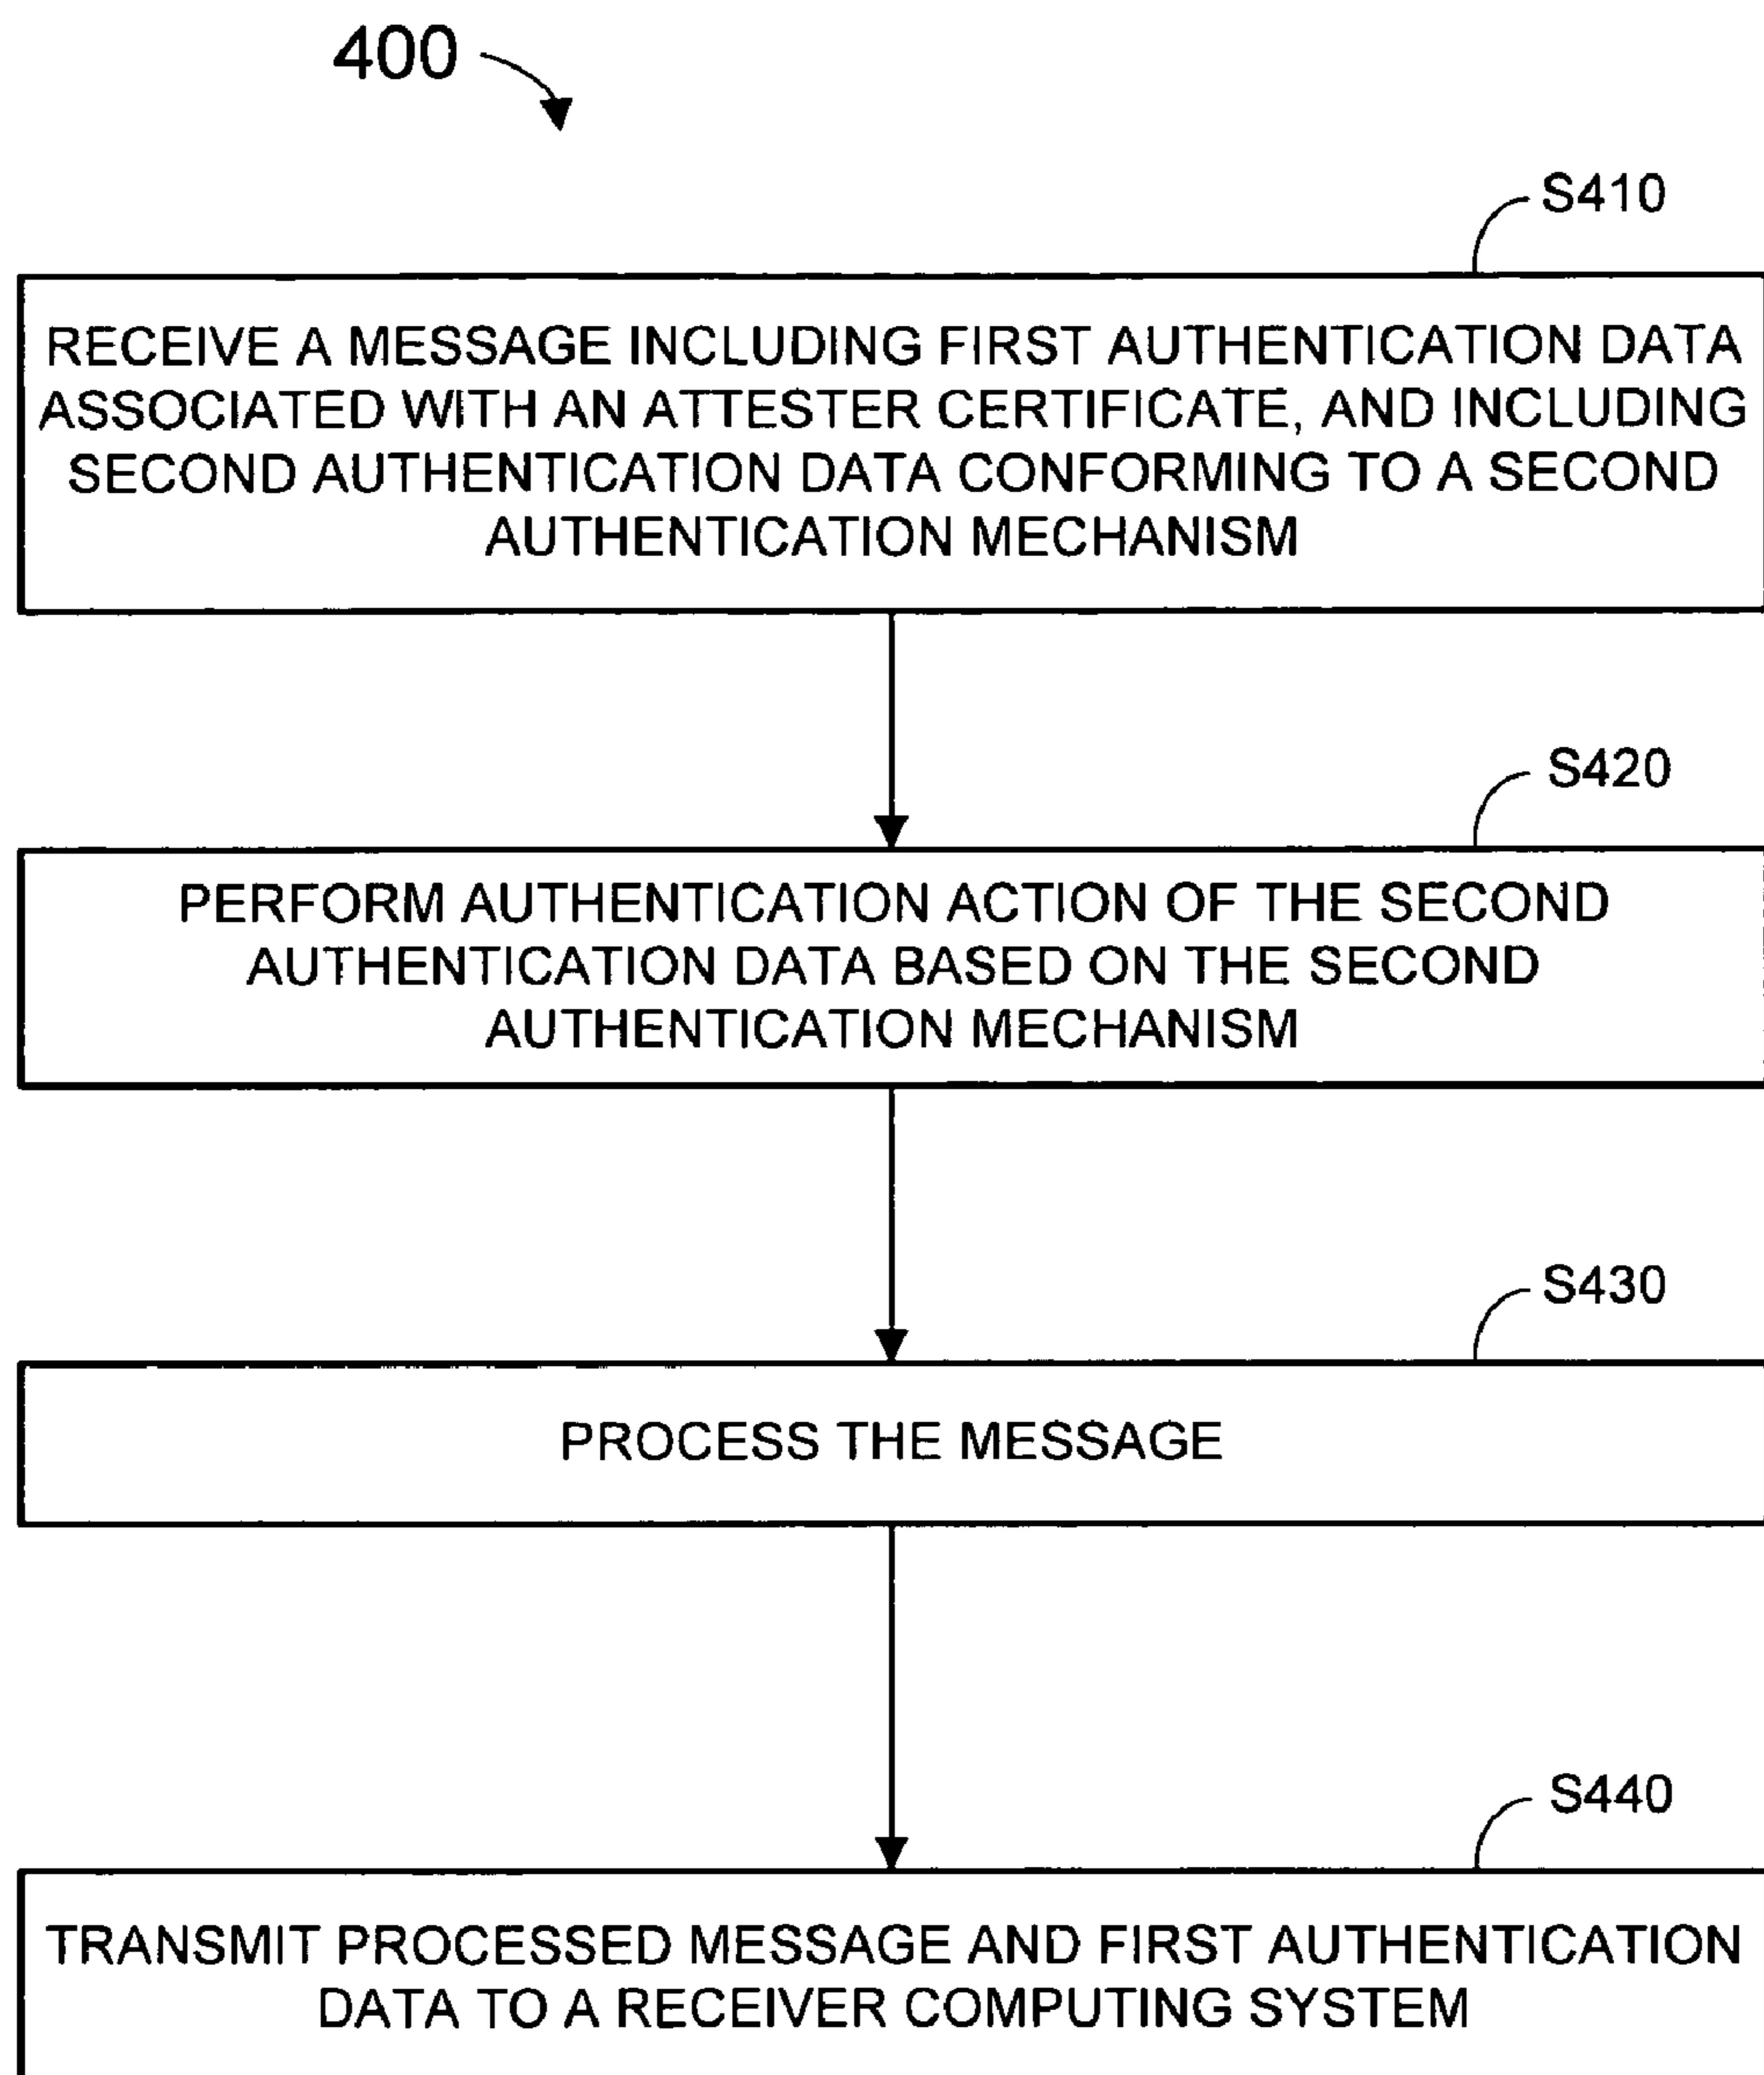 400
S410
RECEIVE A MESSAGE INCLUDING FIRST AUTHENTICATION DATA
ASSOCIATED WITH AN ATTESTER CERTIFICATE, AND INCLUDING
SECOND AUTHENTICATION DATA CONFORMING TO A SECOND
AUTHENTICATION MECHANISM
S420
PERFORM AUTHENTICATION ACTION OF THE SECOND
AUTHENTICATION DATA BASED ON THE SECOND
AUTHENTICATION MECHANISM
S430
PROCESS THE MESSAGE
S440
TRANSMIT PROCESSED MESSAGE AND FIRST AUTHENTICATION
DATA TO A RECEIVER COMPUTING SYSTEM